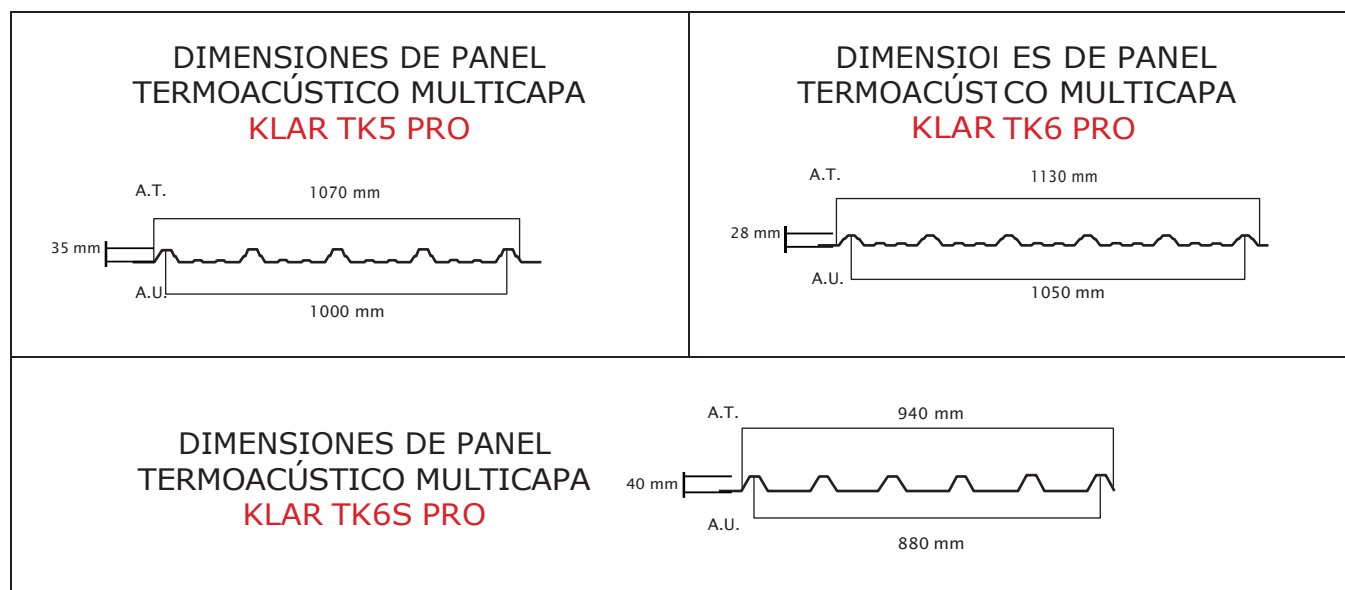 DIMENSIONES DE PANEL
TERMOACÚSTICO MULTICAPA
KLAR TK5 PRO
A.T.
1070 mm
35 mm
A.U.
1000 mm
DIMENSIOI ES DE PANEL
TERMOACÚSTCO MULTICAPA
KLAR TK6 PRO
A.T.
1130 mm
28 mm
A.U.
1050 mm
DIMENSIONES DE PANEL
TERMOACÚSTICO MULTICAPA
KLAR TK6S PRO
A.T.
940 mm
40 mm
A.U.
880 mm